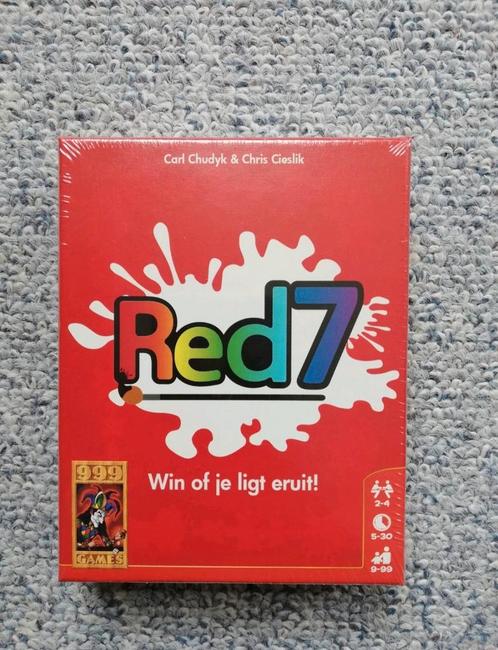 Carl Chudyk & Chris Cieslik
Red7
Win of je ligt eruit!
999
GAMES
2-4
5-30
9-99